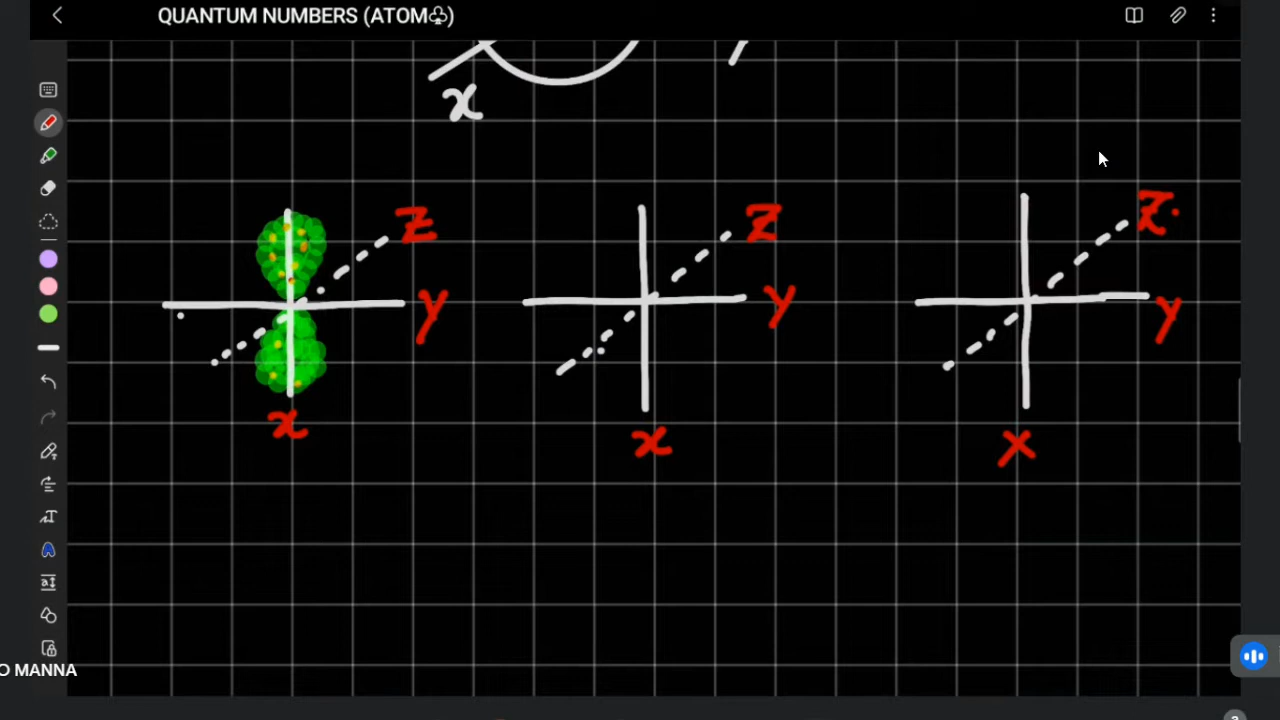 QUANTUM NUMBERS (ATOM♧)
x
z z z.
y y y
x x x
O MANNA